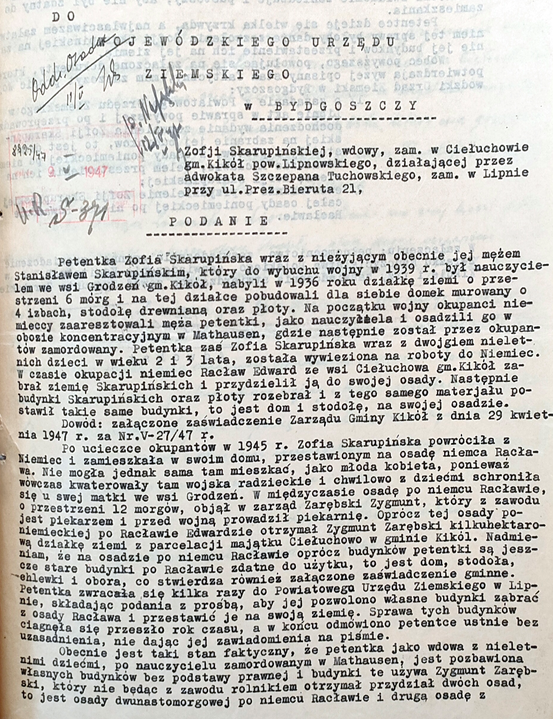 DO
OJEWÓDZKIEGO URZĘDU
ZIEMSKIEGO
w BYDGOSZCZY
Oddz. Osadn.
11/V
8425/47
2 V 1947
V-R
Zofji Skarupińskiej, wdowy, zam. w Ciełuchowie
gm.Kikół pow.Lipnowskiego, działającej przez
adwokata Szczepana Tuchowskiego, zam. w Lipnie
przy ul.Prez.Bieruta 21,
PODANIE
Petentka Zofia Skarupińska wraz z nieżyjącym obecnie jej mężem
Stanisławem Skarupińskim, który do wybuchu wojny w 1939 r. był nauczycie-
lem we wsi Grodzeń gm.Kikół, nabyli w 1936 roku działkę ziemi o prze-
strzeni 6 mórg i na tej działce pobudowali dla siebie domek murowany o
4 izbach, stodołę drewnianą oraz płoty. Na początku wojny okupanci nie-
mieccy zaaresztowali męża petentki, jako nauczyciela i osadzili go w
obozie koncentracyjnym w Mathausen, gdzie następnie został przez okupan-
tów zamordowany. Petentka zaś Zofia Skarupińska wraz z dwojgiem nielet-
nich dzieci w wieku 2 i 3 lata, została wywieziona na roboty do Niemiec.
W czasie okupacji niemiec Racław Edward ze wsi Ciełuchowa gm.Kikół za-
brał ziemię Skarupińskich i przydzielił ją do swojej osady. Następnie
budynki Skarupińskich oraz płoty rozebrał i z tego samego materjału po-
stawił takie same budynki, to jest dom i stodołę, na swojej osadzie.
Dowód: załączone zaświadczenie Zarządu Gminy Kikół z dnia 29 kwiet-
nia 1947 r. za Nr.V-27/47 r.
Po ucieczce okupantów w 1945 r. Zofia Skarupińska powróciła z
Niemiec i zamieszkała w swoim domu, przestawionym na osadę niemca Racła-
wa. Nie mogła jednak sama tam mieszkać, jako młoda kobieta, ponieważ
wówczas kwaterowały tam wojska radzieckie i chwilowo z dziećmi schroniła
się u swej matki we wsi Grodzeń. W międzyczasie osadę po niemcu Racławie,
o przestrzeni 12 morgów, objął w zarząd Zarębski Zygmunt, który z zawodu
jest piekarzem i przed wojną prowadził piekarnię. Oprócz tej osady po-
niemieckiej po Racławie Edwardzie otrzymał Zygmunt Zarębski kilkuhektaro-
wą działkę ziemi z parcelacji majątku Ciełuchowo w gminie Kikół. Nadmie-
niam, że na osadzie po niemcu Racławie oprócz budynków petentki są jesz-
cze stare budynki po Racławie zdatne do użytku, to jest dom, stodoła,
chlewki i obora, co stwierdza również załączone zaświadczenie gminne.
Petentka zwracała się kilka razy do Powiatowego Urzędu Ziemskiego w Lip-
nie, składając podania z prośbą, aby jej pozwolono własne budynki zabrać
z osady Racława i przestawić je na swoją ziemię. Sprawa tych budynków
ciągnęła się przeszło rok czasu, a w końcu odmówiono petentce ustnie bez
uzasadnienia, nie dając jej zawiadomienia na piśmie.
Obecnie jest taki stan faktyczny, że petentka jako wdowa z nielet-
nimi dziećmi, po nauczycielu zamordowanym w Mathausen, jest pozbawiona
własnych budynków bez podstawy prawnej i budynki te używa Zygmunt Zaręb-
ski, który nie będąc z zawodu rolnikiem otrzymał przydział dwóch osad,
to jest osady dwunastomorgowej po niemcu Racławie i drugą osadę z